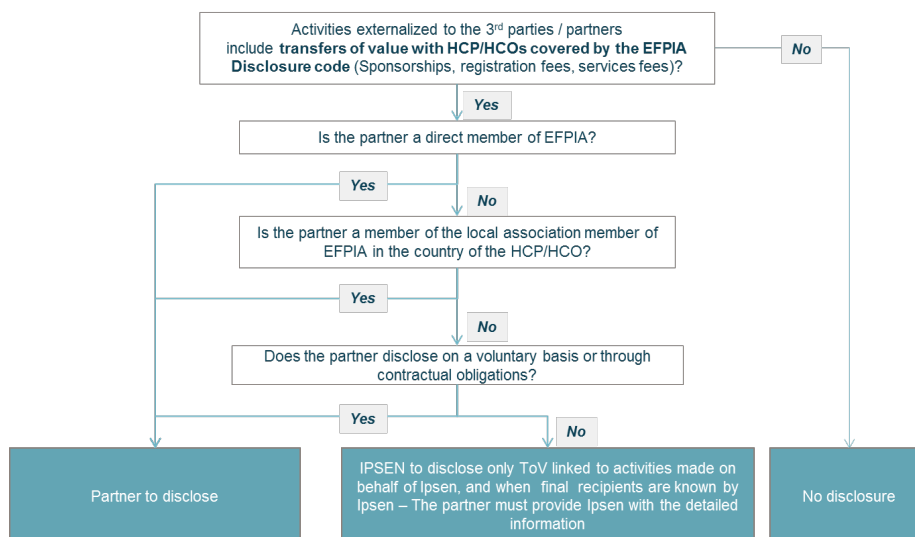 Activities externalized to the 3rd parties / partners
include transfers of value with HCP/HCOs covered by the EFPIA
Disclosure code (Sponsorships, registration fees, services fees)?
No
Yes
Is the partner a direct member of EFPIA?
Yes
No
Is the partner a member of the local association member of
EFPIA in the country of the HCP/HCO?
Yes
No
Does the partner disclose on a voluntary basis or through
contractual obligations?
Yes
No
Partner to disclose
IPSEN to disclose only ToV linked to activities made on
behalf of Ipsen, and when final recipients are known by
Ipsen – The partner must provide Ipsen with the detailed
information
No disclosure